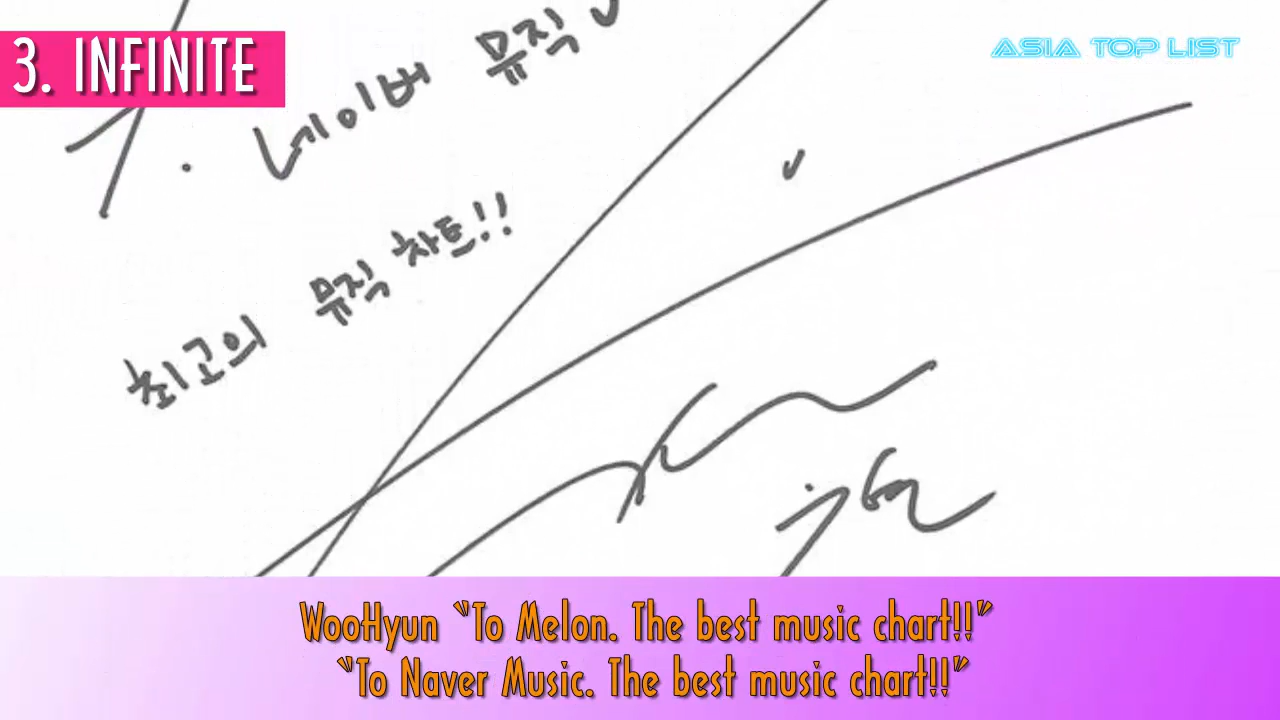 3. INFINITE
ASIA TOP LIST
T. 네이버 뮤직
최고의 뮤직 차트!!
WooHyun "To Melon. The best music chart!!"
"To Naver Music. The best music chart!!"